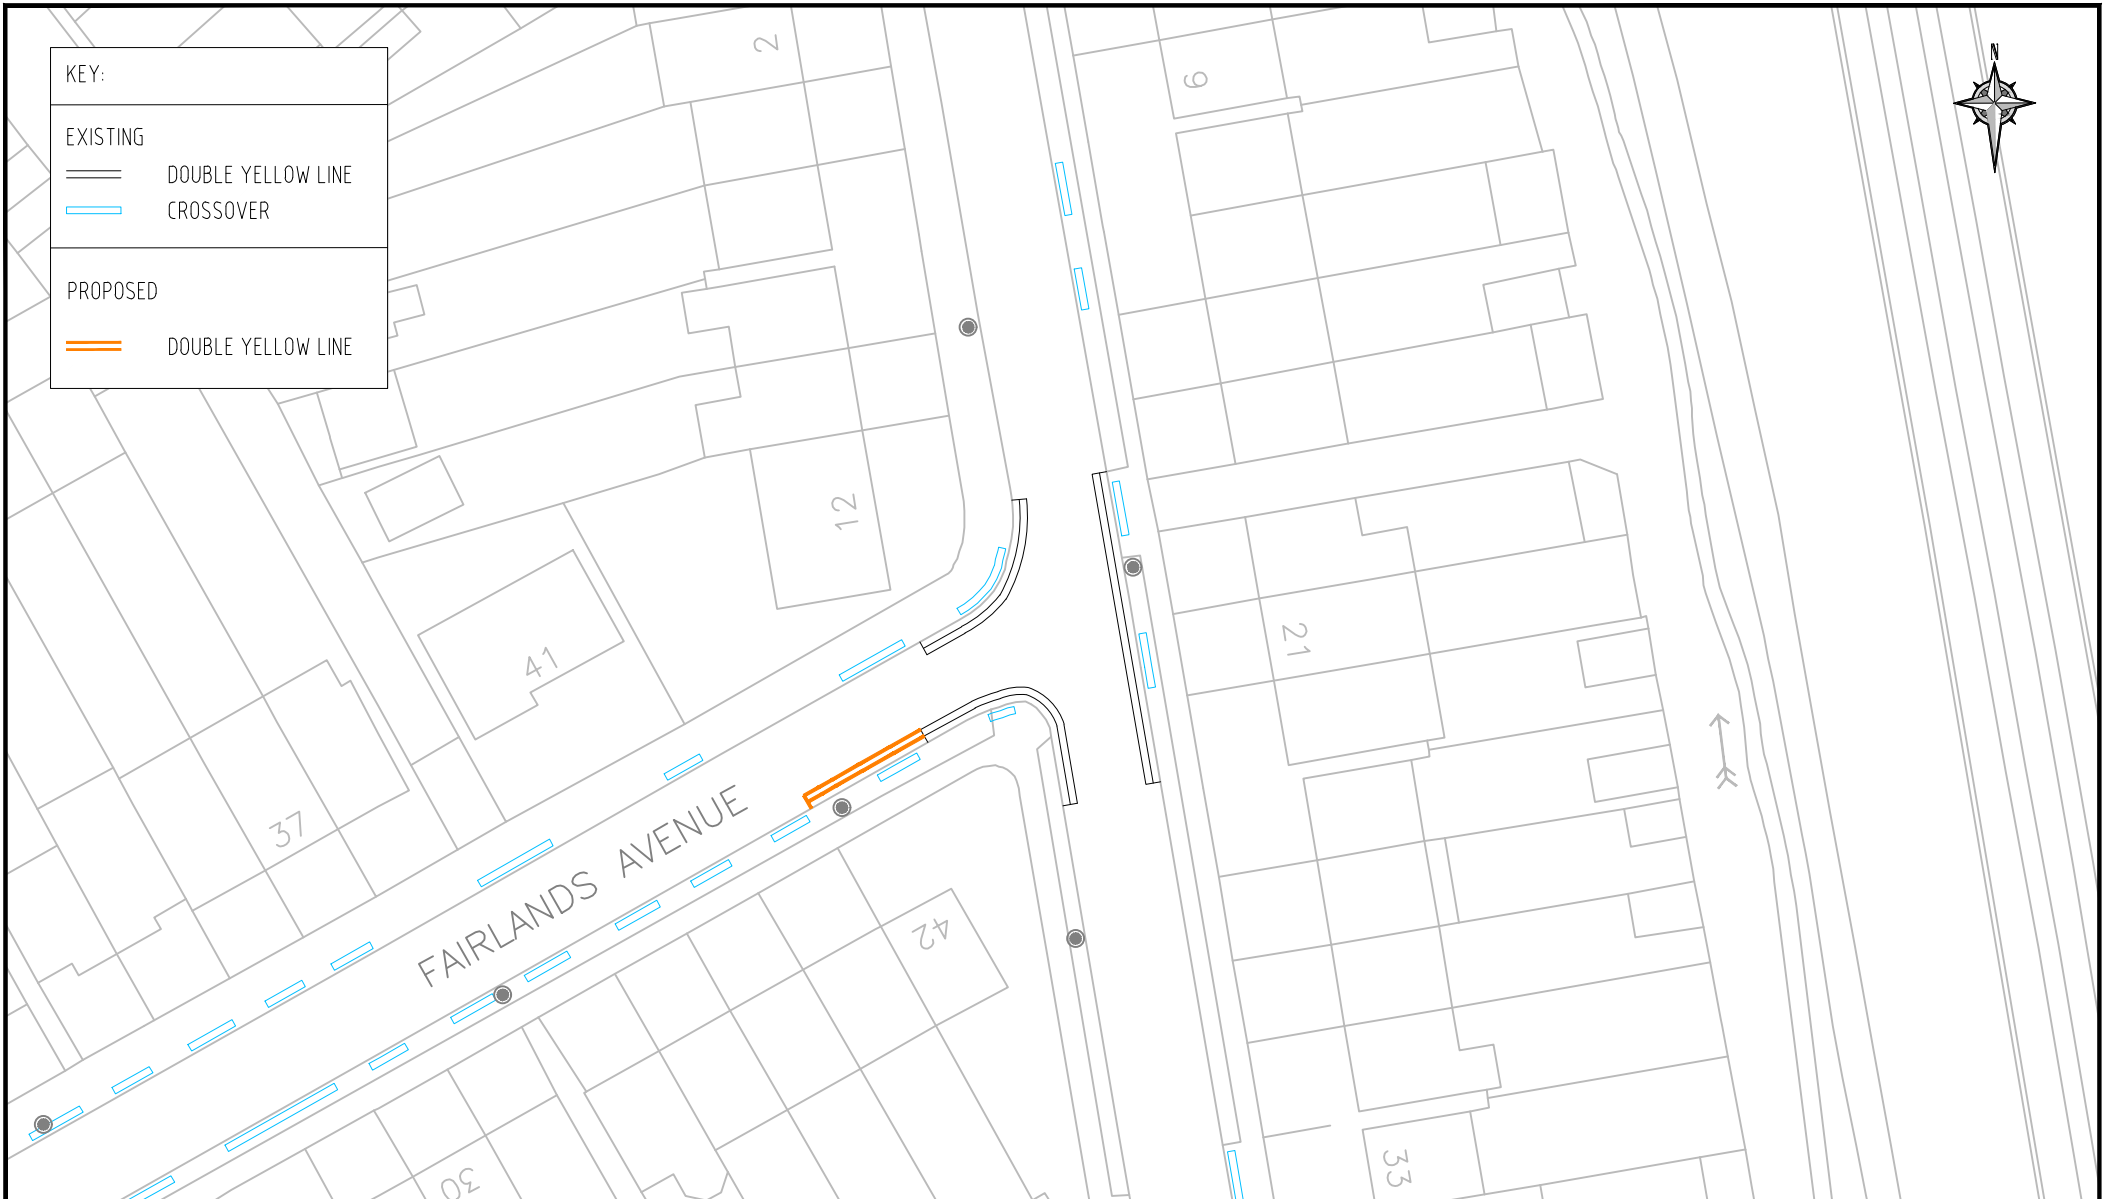 KEY:
EXISTING
DOUBLE YELLOW LINE
CROSSOVER
PROPOSED
DOUBLE YELLOW LINE
N
2
9
12
41
21
37
FAIRLANDS AVENUE
42
30
33